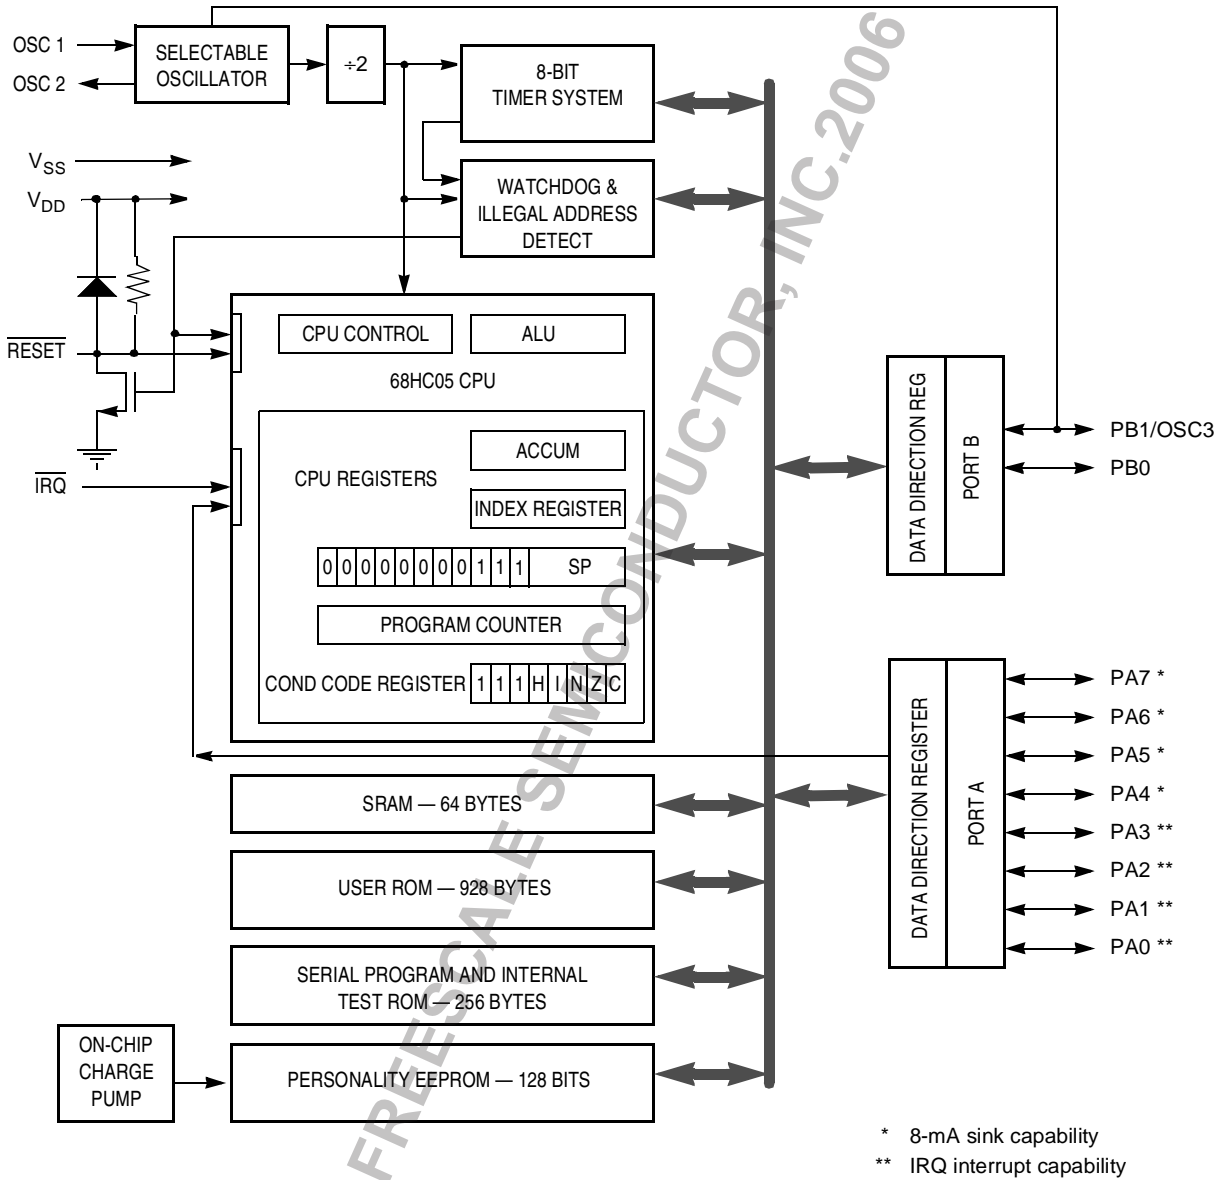 OSC 1
OSC 2
SELECTABLE
OSCILLATOR
÷2
8-BIT
TIMER SYSTEM
VSS
VDD
WATCHDOG &
ILLEGAL ADDRESS
DETECT
RESET
IRQ
CPU CONTROL
ALU
68HC05 CPU
CPU REGISTERS
ACCUM
INDEX REGISTER
0 0 0 0 0 0 0 0 1 1 1 SP
PROGRAM COUNTER
COND CODE REGISTER 1 1 1 H I N Z C
DATA DIRECTION REG
PORT B
PB1/OSC3
PB0
DATA DIRECTION REGISTER
PORT A
PA7 *
PA6 *
PA5 *
PA4 *
PA3 **
PA2 **
PA1 **
PA0 **
SRAM — 64 BYTES
USER ROM — 928 BYTES
SERIAL PROGRAM AND INTERNAL
TEST ROM — 256 BYTES
ON-CHIP
CHARGE
PUMP
PERSONALITY EEPROM — 128 BITS
* 8-mA sink capability
** IRQ interrupt capability
FREESCALE SEMICONDUCTOR, INC.2006